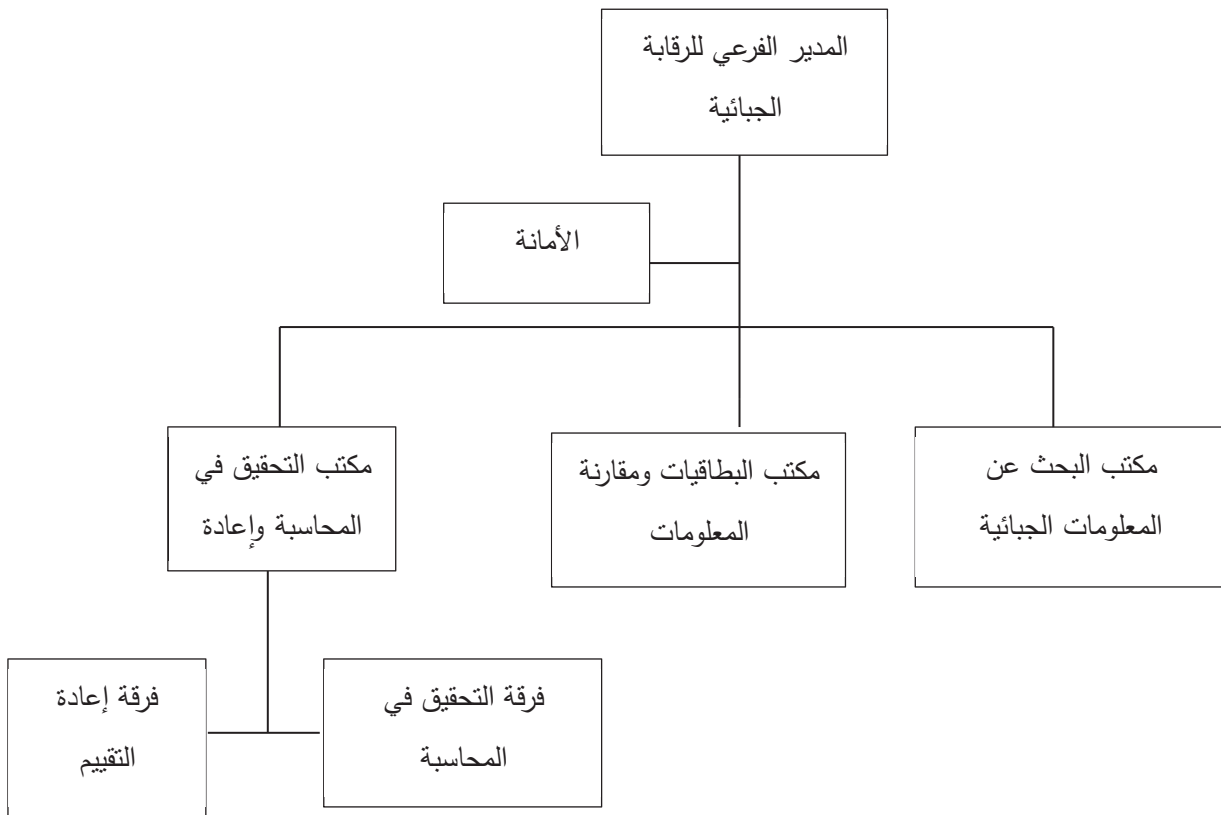 المدير الفرعي للرقابة
الجبائية
الأمانة
مكتب البحث عن
المعلومات الجبائية
مكتب البطاقيات ومقارنة
المعلومات
مكتب التحقيق في
المحاسبة وإعادة
فرقة التحقيق في
المحاسبة
فرقة إعادة
التقييم